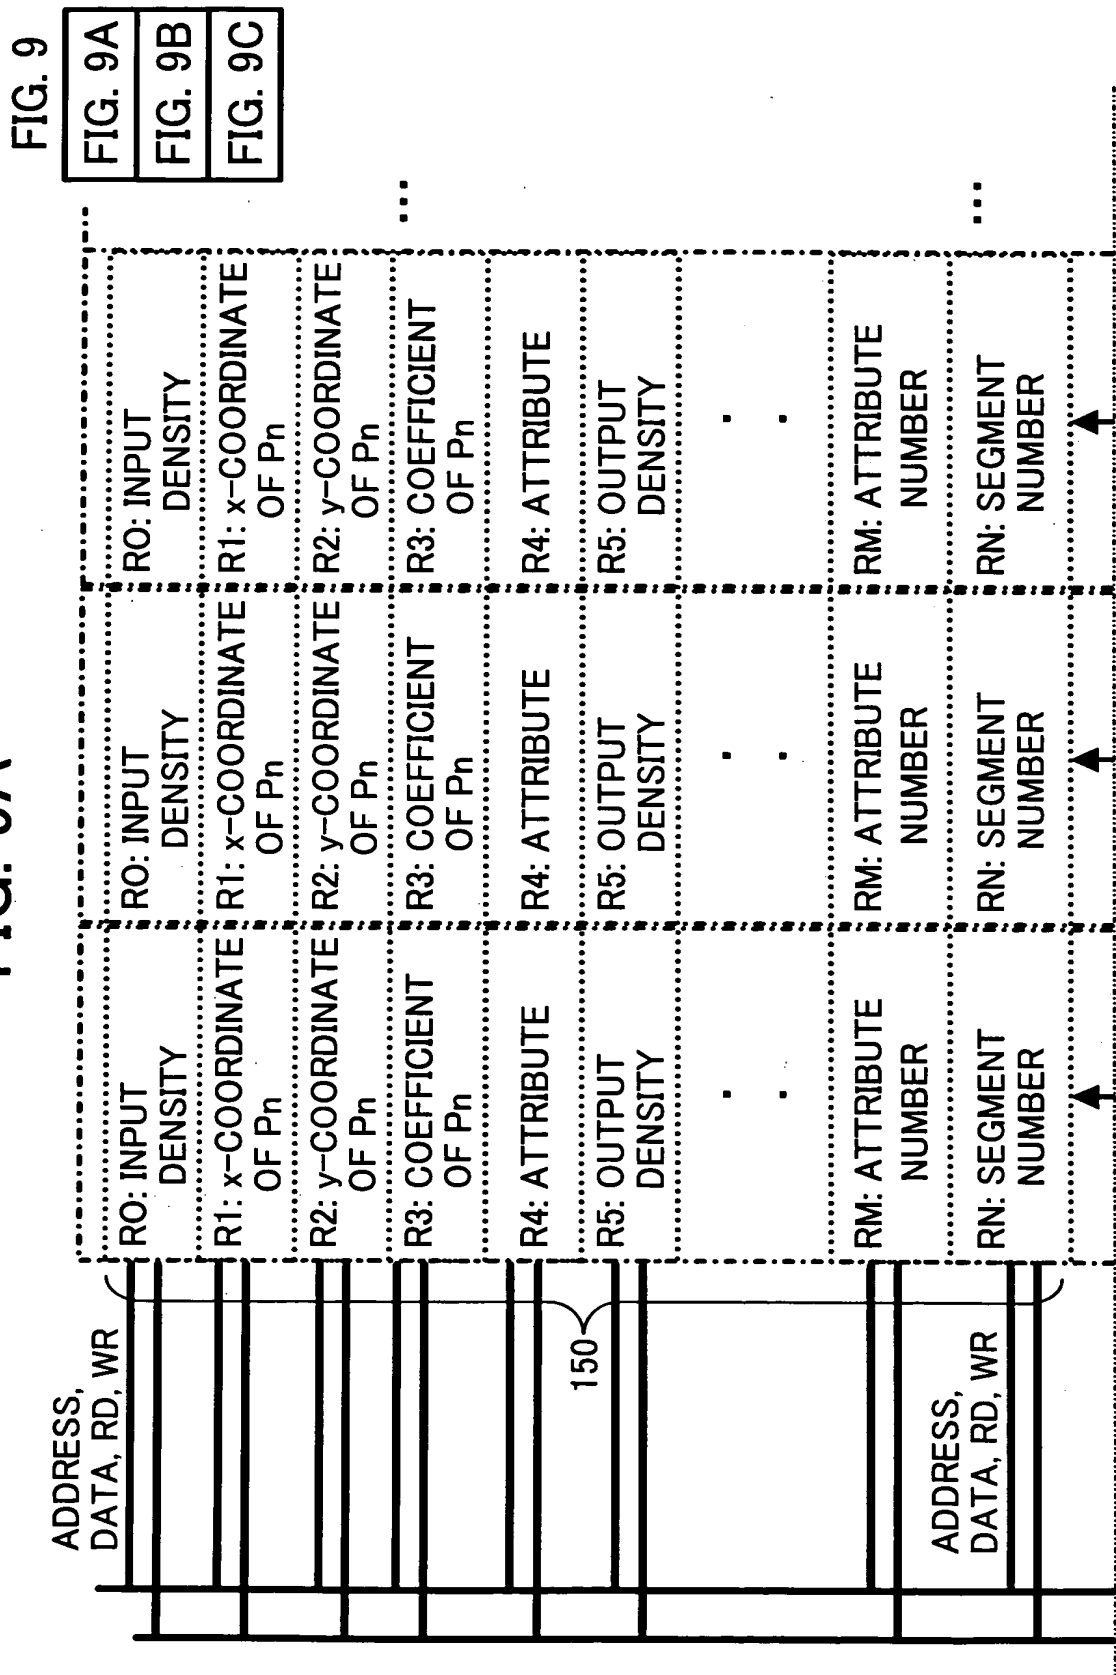 FIG. 9
FIG. 9A
FIG. 9B
FIG. 9C
ADDRESS,
DATA, RD, WR
150
ADDRESS,
DATA, RD, WR
RO: INPUT
DENSITY
R1: x-COORDINATE
OF Pn
R2: y-COORDINATE
OF Pn
R3: COEFFICIENT
OF Pn
R4: ATTRIBUTE
R5: OUTPUT
DENSITY
RM: ATTRIBUTE
NUMBER
RN: SEGMENT
NUMBER
RO: INPUT
DENSITY
R1: x-COORDINATE
OF Pn
R2: y-COORDINATE
OF Pn
R3: COEFFICIENT
OF Pn
R4: ATTRIBUTE
R5: OUTPUT
DENSITY
RM: ATTRIBUTE
NUMBER
RN: SEGMENT
NUMBER
RO: INPUT
DENSITY
R1: x-COORDINATE
OF Pn
R2: y-COORDINATE
OF Pn
R3: COEFFICIENT
OF Pn
R4: ATTRIBUTE
R5: OUTPUT
DENSITY
RM: ATTRIBUTE
NUMBER
RN: SEGMENT
NUMBER